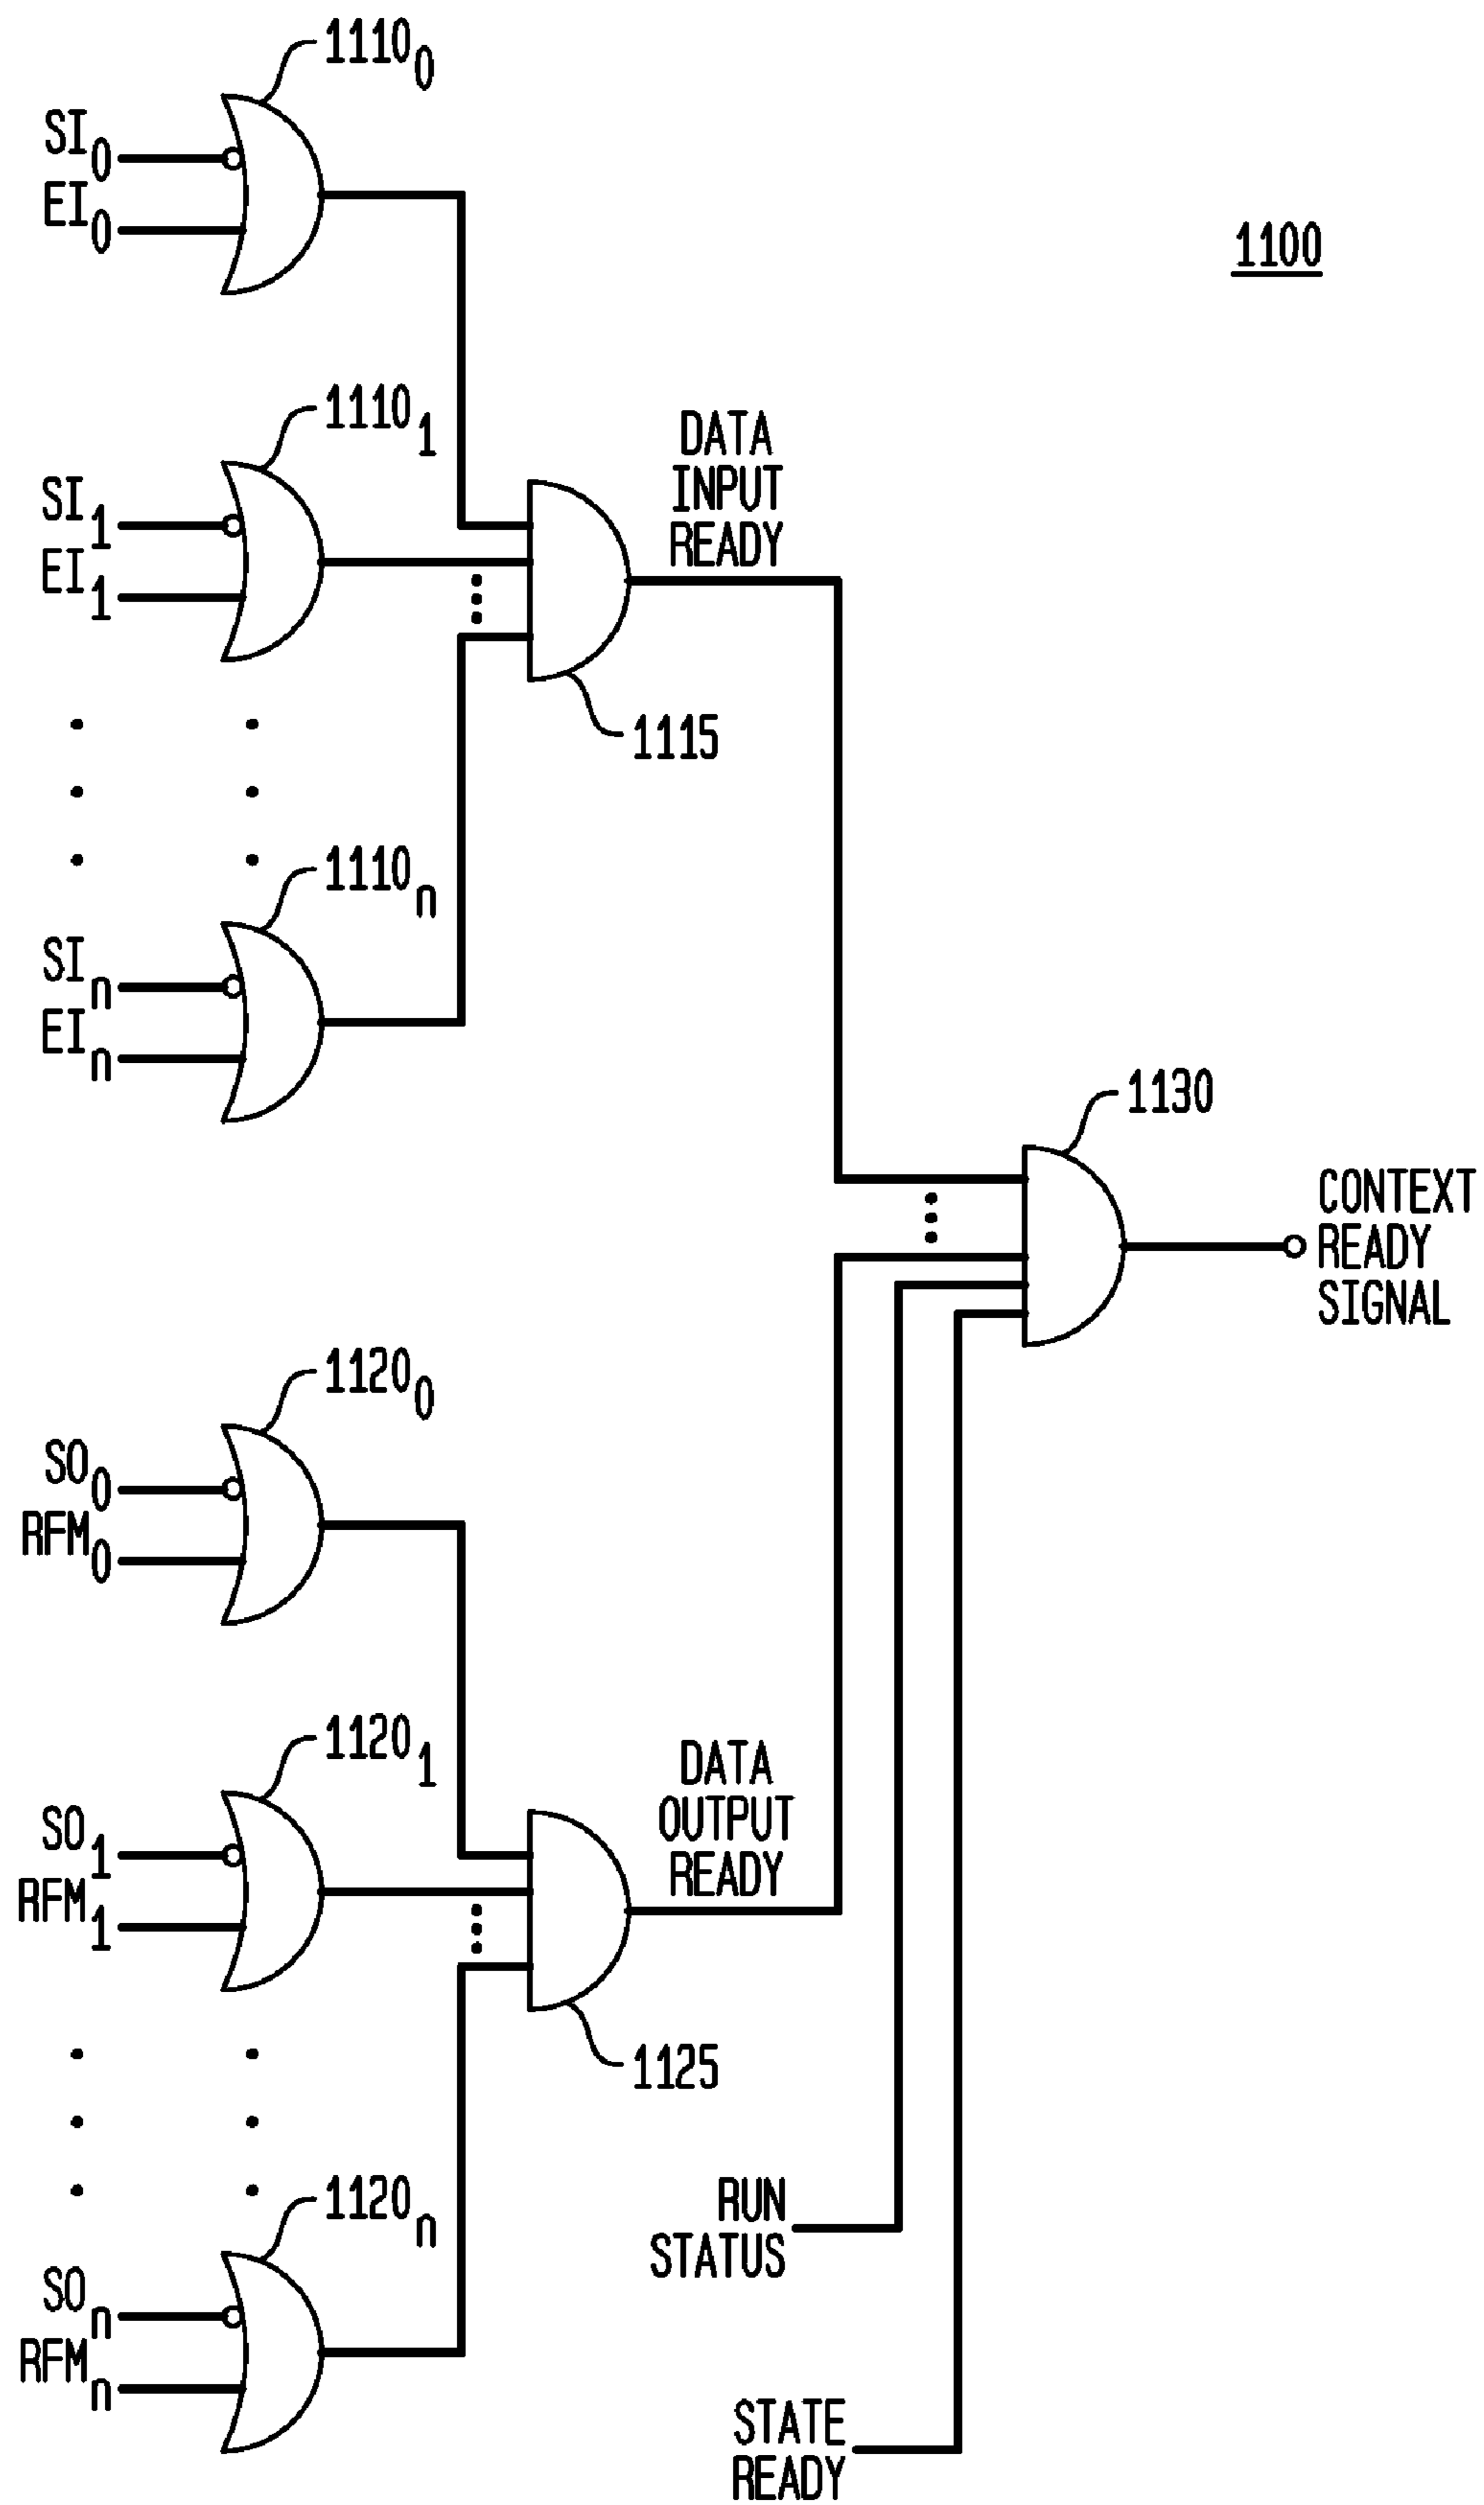 1110₀
SI₀
EI₀
1100
1110₁
SI₁
EI₁
DATA
INPUT
READY
1115
1110ₙ
SIₙ
EIₙ
1130
CONTEXT
READY
SIGNAL
1120₀
SO₀
RFM₀
1120₁
SO₁
RFM₁
DATA
OUTPUT
READY
1125
1120ₙ
SOₙ
RFMₙ
RUN
STATUS
STATE
READY